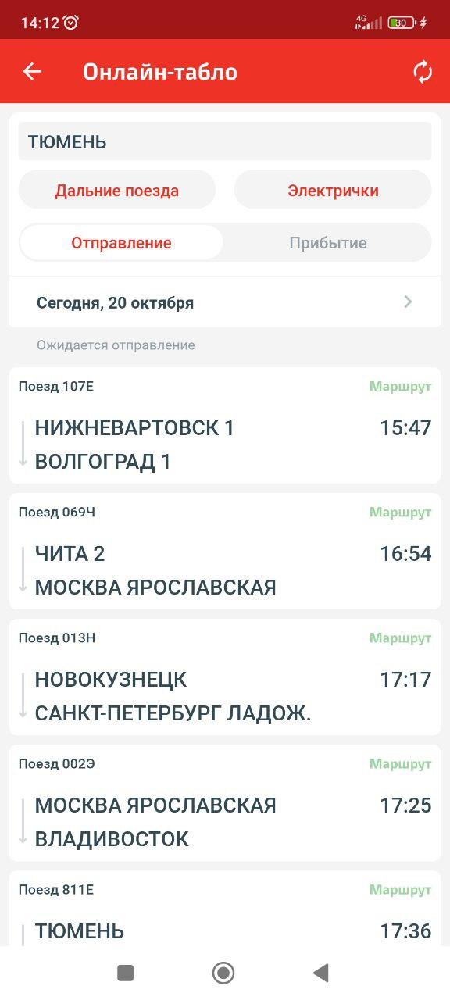 14:12 4G 30
Онлайн-табло
ТЮМЕНЬ
Дальние поезда Электрички
Отправление Прибытие
Сегодня, 20 октября
Ожидается отправление
Поезд 107Е Маршрут
НИЖНЕВАРТОВСК 1 15:47
ВОЛГОГРАД 1
Поезд 069Ч Маршрут
ЧИТА 2 16:54
МОСКВА ЯРОСЛАВСКАЯ
Поезд 013Н Маршрут
НОВОКУЗНЕЦК 17:17
САНКТ-ПЕТЕРБУРГ ЛАДОЖ.
Поезд 002Э Маршрут
МОСКВА ЯРОСЛАВСКАЯ 17:25
ВЛАДИВОСТОК
Поезд 811Е Маршрут
ТЮМЕНЬ 17:36